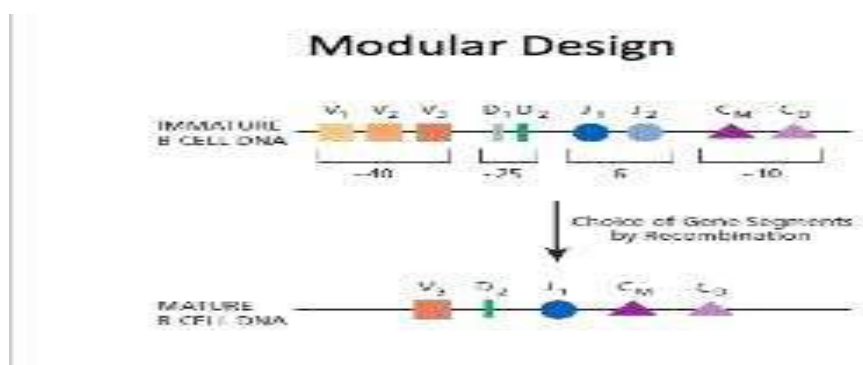 Modular Design
V1 V2 V3 D1 D2 J1 J2 CM CD
IMMATURE
B CELL DNA
~40 ~25 6 ~10
Choice of Gene Segments
by Recombination
V3 D2 J1 CM CD
MATURE
B CELL DNA